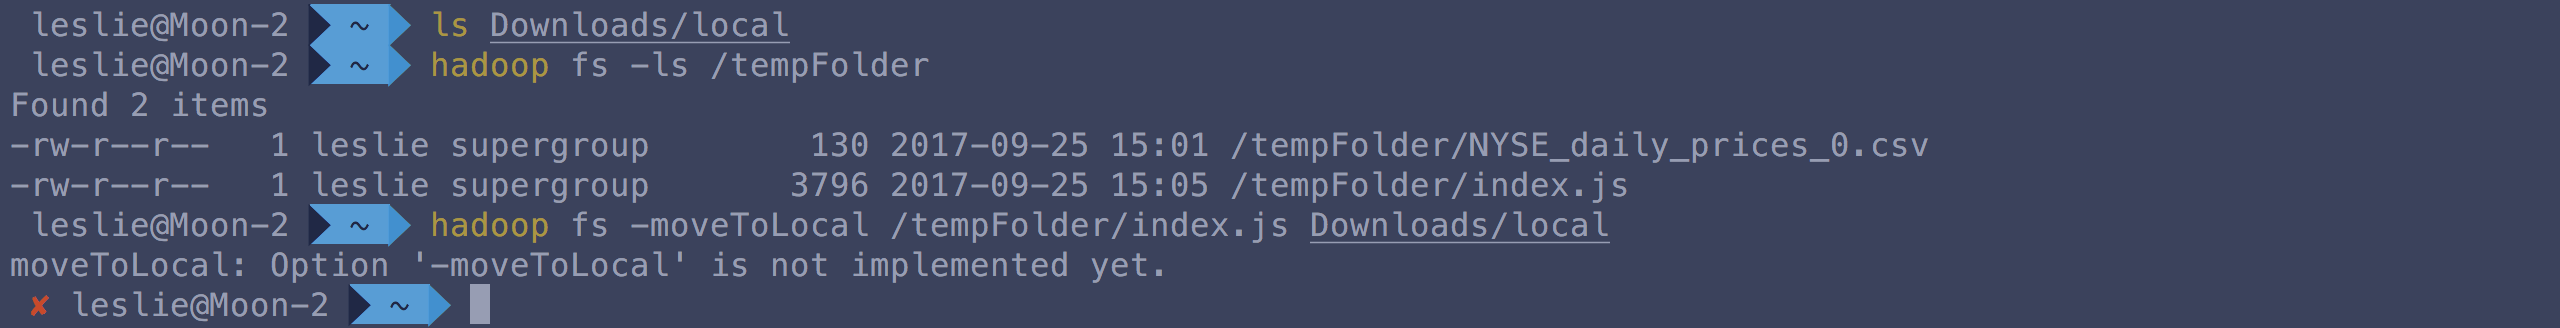 leslie@Moon-2 ~ ls Downloads/local
leslie@Moon-2 ~ hadoop fs -ls /tempFolder
Found 2 items
-rw-r--r--   1 leslie supergroup        130 2017-09-25 15:01 /tempFolder/NYSE_daily_prices_0.csv
-rw-r--r--   1 leslie supergroup       3796 2017-09-25 15:05 /tempFolder/index.js
leslie@Moon-2 ~ hadoop fs -moveToLocal /tempFolder/index.js Downloads/local
moveToLocal: Option '-moveToLocal' is not implemented yet.
✘ leslie@Moon-2 ~